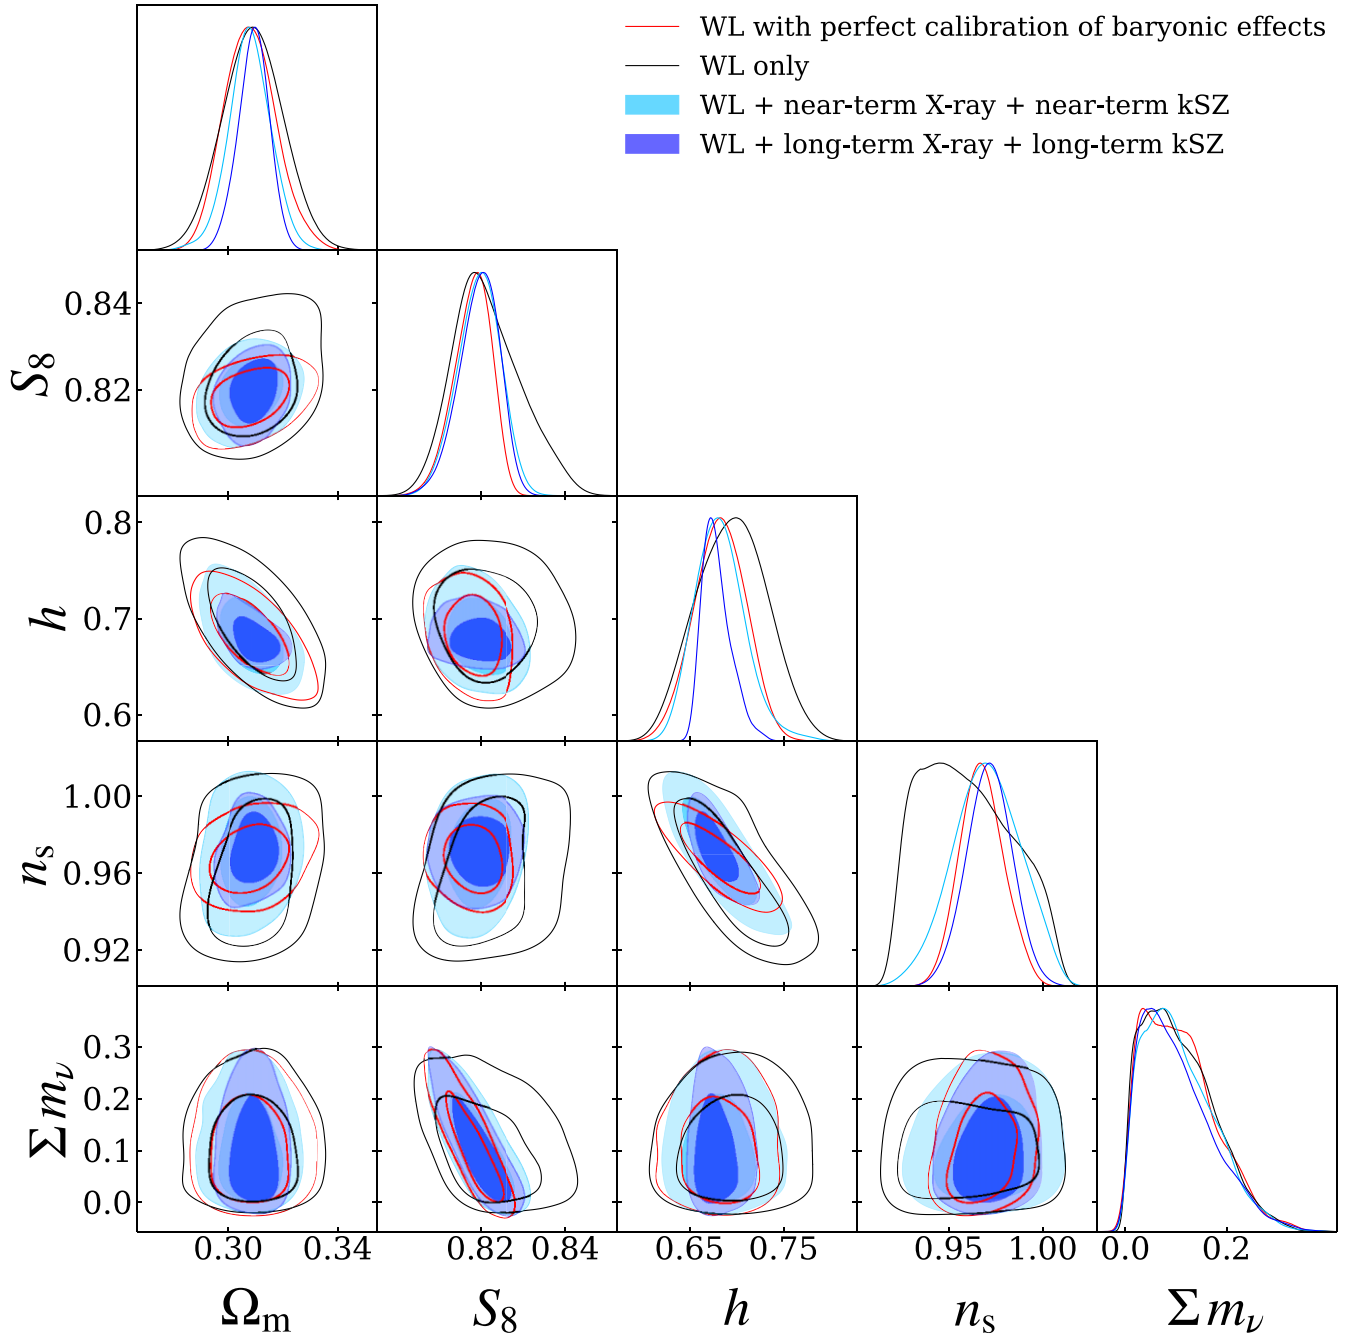 WL with perfect calibration of baryonic effects
WL only
WL + near-term X-ray + near-term kSZ
WL + long-term X-ray + long-term kSZ
0.84
0.82
S₈
0.8
0.7
0.6
h
1.00
0.96
0.92
nₛ
0.3
0.2
0.1
0.0
Σ mᵥ
0.30 0.34 0.82 0.84 0.65 0.75 0.95 1.00 0.0 0.2
Ωₘ S₈ h nₛ Σ mᵥ